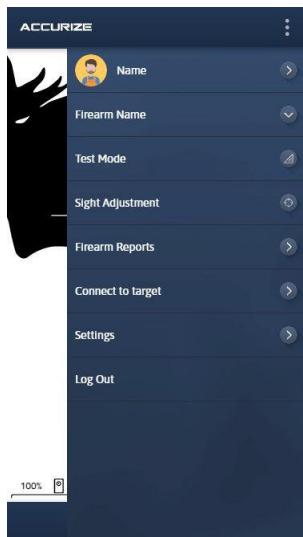 ACCURIZE
Name
Firearm Name
Test Mode
Sight Adjustment
Firearm Reports
Connect to target
Settings
Log Out
100%